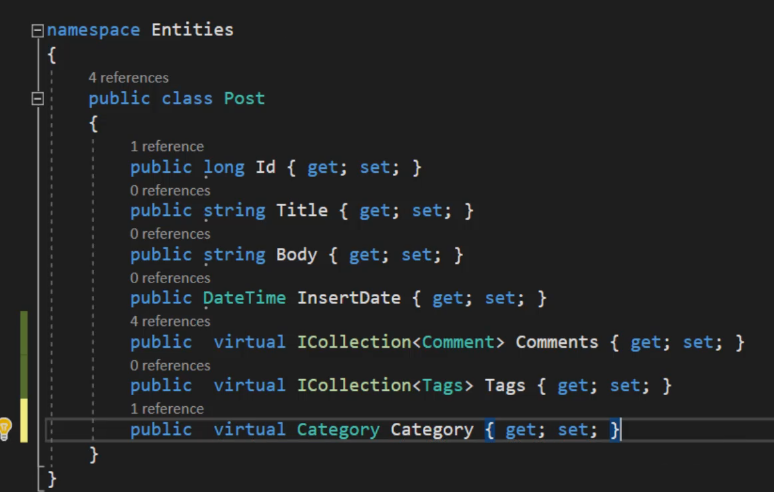 namespace Entities
{
4 references
public class Post
{
1 reference
public long Id { get; set; }
0 references
public string Title { get; set; }
0 references
public string Body { get; set; }
0 references
public DateTime InsertDate { get; set; }
4 references
public  virtual ICollection<Comment> Comments { get; set; }
0 references
public  virtual ICollection<Tags> Tags { get; set; }
1 reference
public  virtual Category Category { get; set; }
}
}